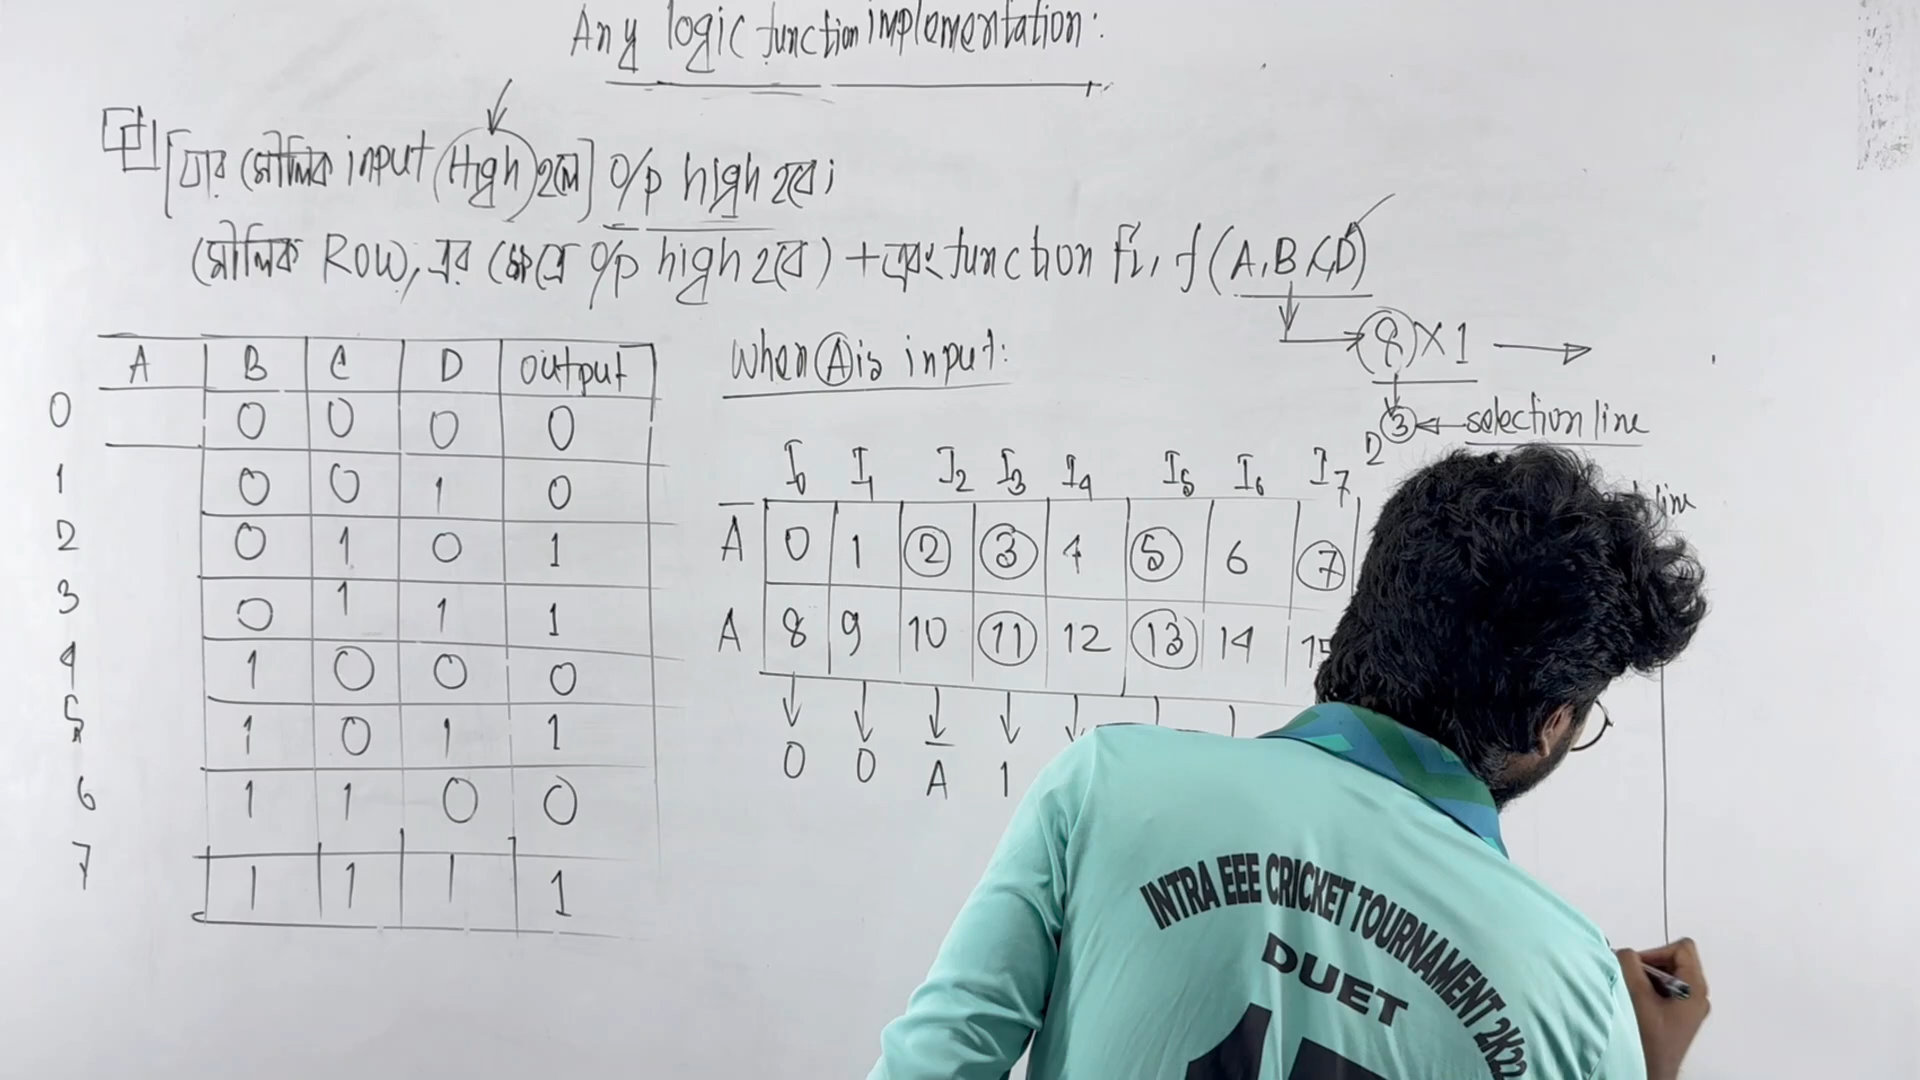 Any logic function implementation:
[যার মৌলিক input High হলে] O/p high হবে;
(মৌলিক Row, এর ক্ষেত্রে O/p high হবে) + এবং function টি, f(A,B,C,D)
8×1
3 selection line
2
line
A B C D output
0 0 0 0 0
1 0 0 1 0
2 0 1 0 1
3 0 1 1 1
4 1 0 0 0
5 1 0 1 1
6 1 1 0 0
7 1 1 1 1
When A is input:
I₀ I₁ I₂ I₃ I₄ I₅ I₆ I₇
A̅ 0 1 2 3 4 5 6 7
A 8 9 10 11 12 13 14 15
0 0 A̅ 1
INTRA EEE CRICKET TOURNAMENT 2K22
DUET